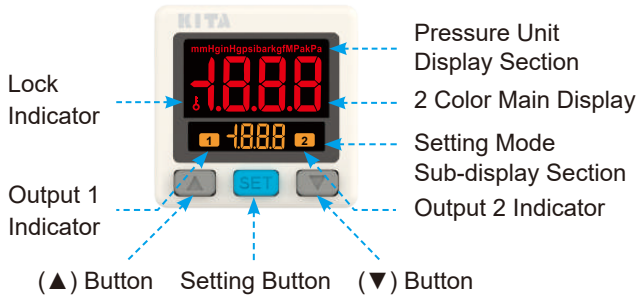 KITA
mmHginHgpsibarkgfMPakPa
-1.8.8.8
1
-1.8.8.8
2
▲
SET
▼
Lock
Indicator
Output 1
Indicator
Pressure Unit
Display Section
2 Color Main Display
Setting Mode
Sub-display Section
Output 2 Indicator
(▲) Button
Setting Button
(▼) Button